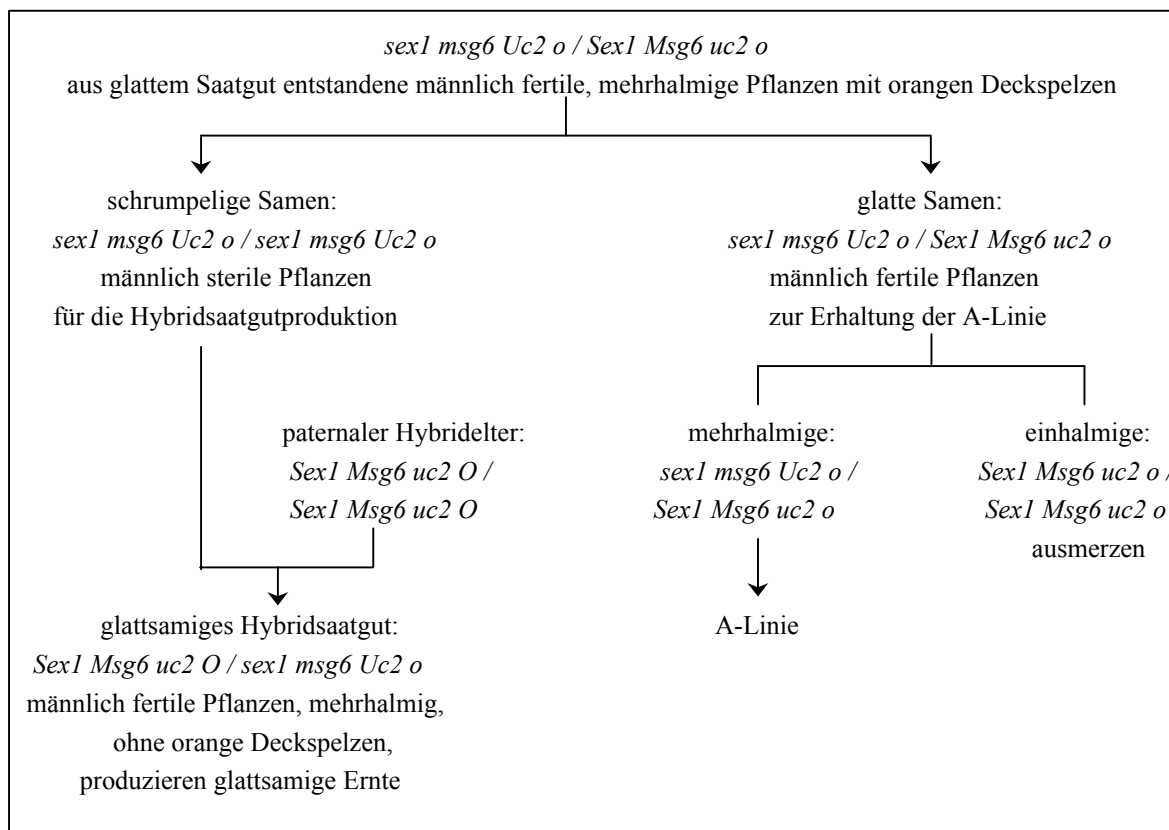 sex1 msg6 Uc2 o / Sex1 Msg6 uc2 o
aus glattem Saatgut entstandene männlich fertile, mehrhalmige Pflanzen mit orangen Deckspelzen
schrumpelige Samen:
sex1 msg6 Uc2 o / sex1 msg6 Uc2 o
männlich sterile Pflanzen
für die Hybridsaatgutproduktion
glatte Samen:
sex1 msg6 Uc2 o / Sex1 Msg6 uc2 o
männlich fertile Pflanzen
zur Erhaltung der A-Linie
paternaler Hybridelter:
Sex1 Msg6 uc2 O /
Sex1 Msg6 uc2 O
mehrhalmige:
sex1 msg6 Uc2 o /
Sex1 Msg6 uc2 o
einhalmige:
Sex1 Msg6 uc2 o /
Sex1 Msg6 uc2 o
ausmerzen
glattsamiges Hybridsaatgut:
Sex1 Msg6 uc2 O / sex1 msg6 Uc2 o
männlich fertile Pflanzen, mehrhalmig,
ohne orange Deckspelzen,
produzieren glattsamige Ernte
A-Linie